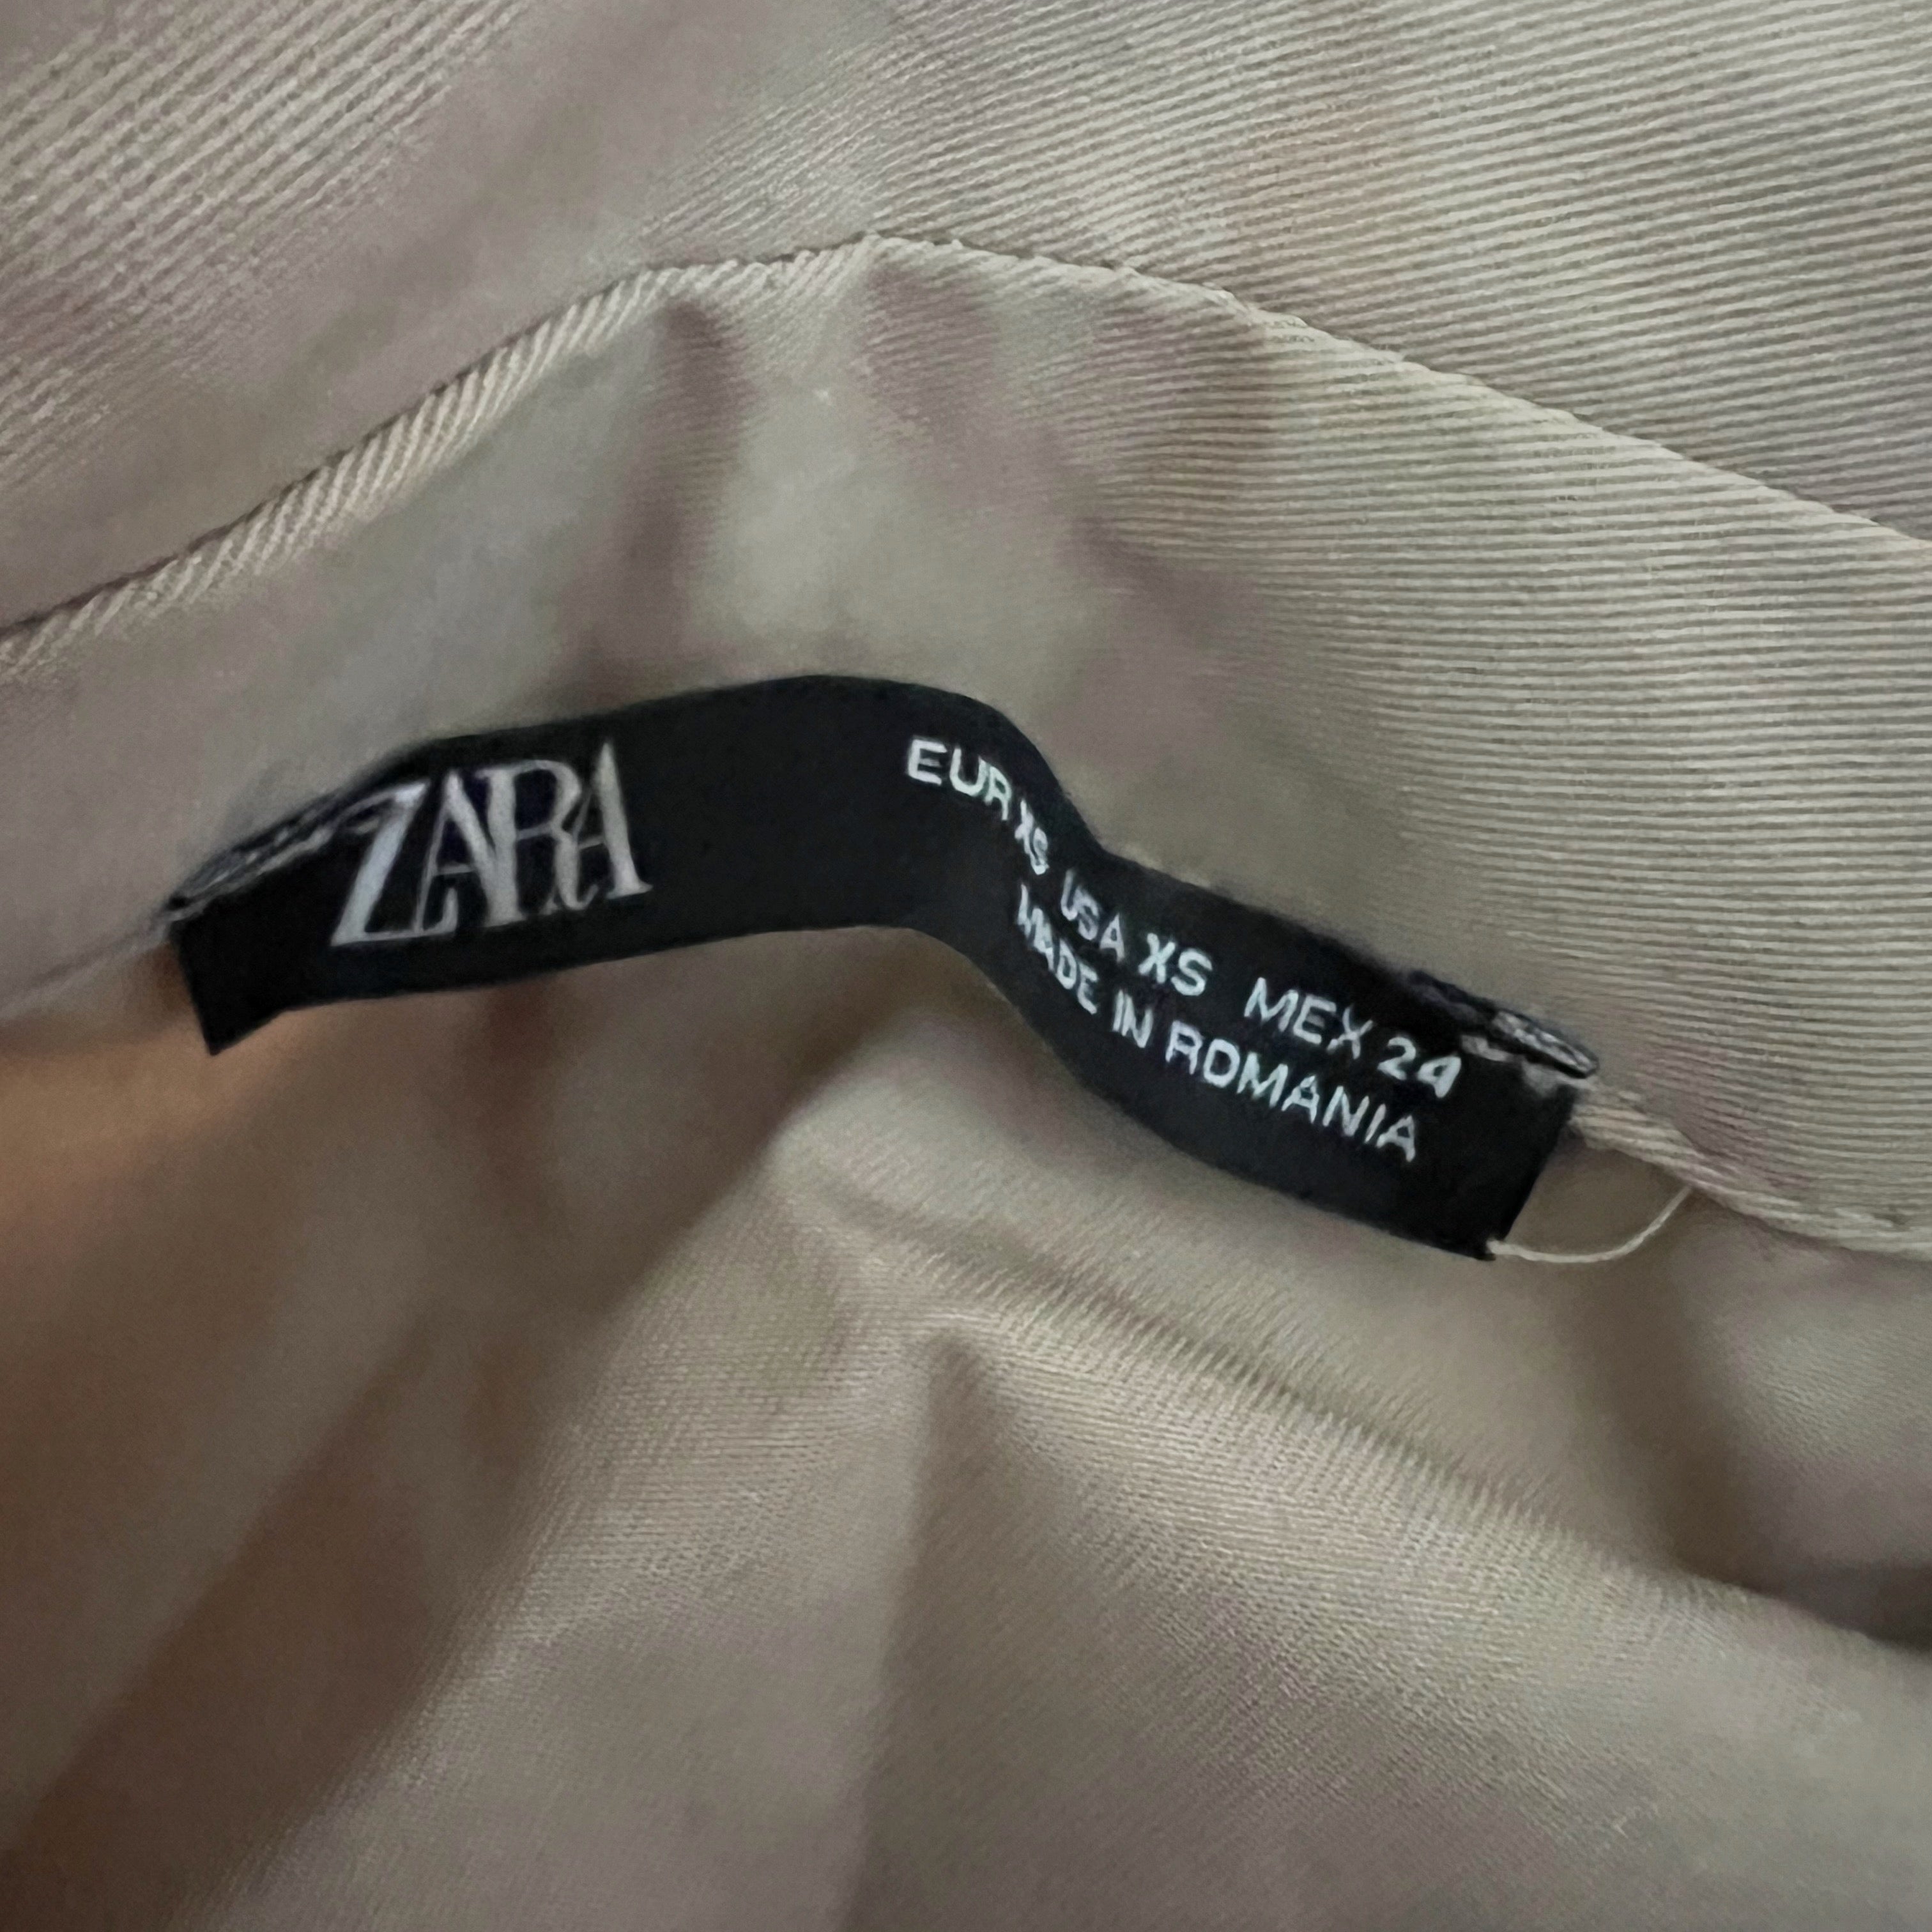 ZARA
EUR XS USA XS MEX 24
MADE IN ROMANIA